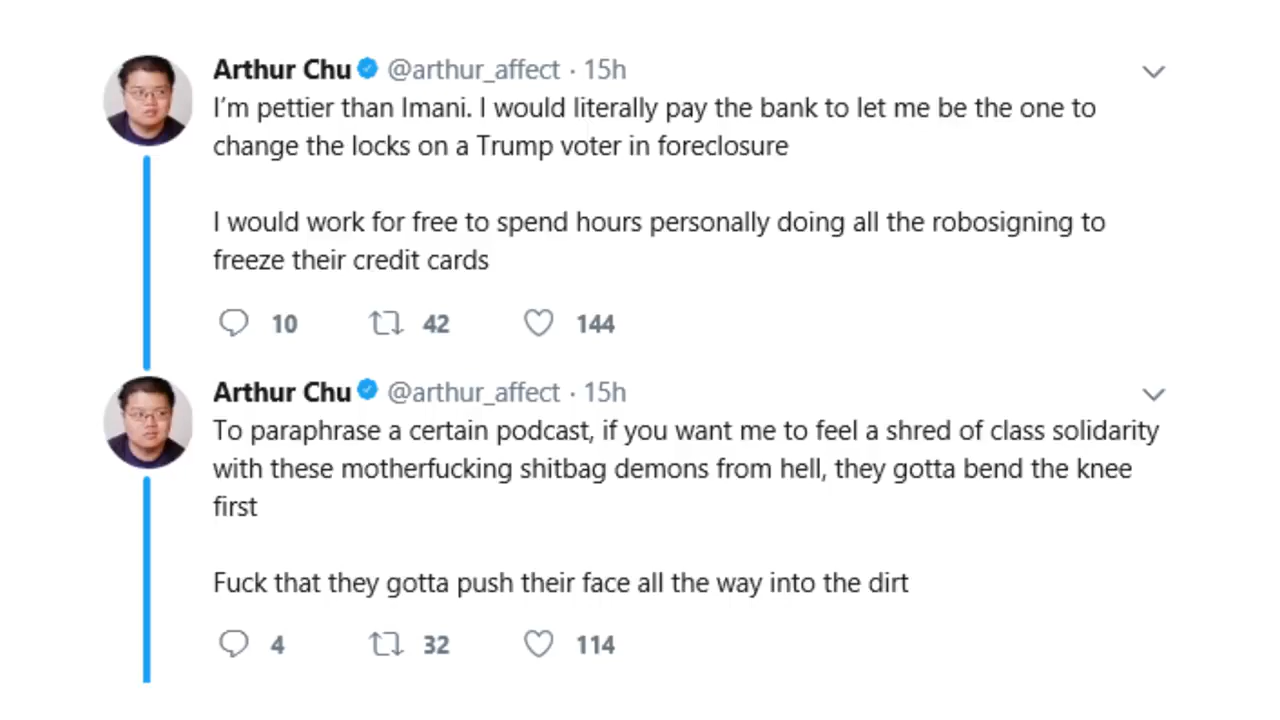 Arthur Chu @arthur_affect · 15h
I'm pettier than Imani. I would literally pay the bank to let me be the one to
change the locks on a Trump voter in foreclosure
I would work for free to spend hours personally doing all the robosigning to
freeze their credit cards
10 42 144
Arthur Chu @arthur_affect · 15h
To paraphrase a certain podcast, if you want me to feel a shred of class solidarity
with these motherfucking shitbag demons from hell, they gotta bend the knee
first
Fuck that they gotta push their face all the way into the dirt
4 32 114